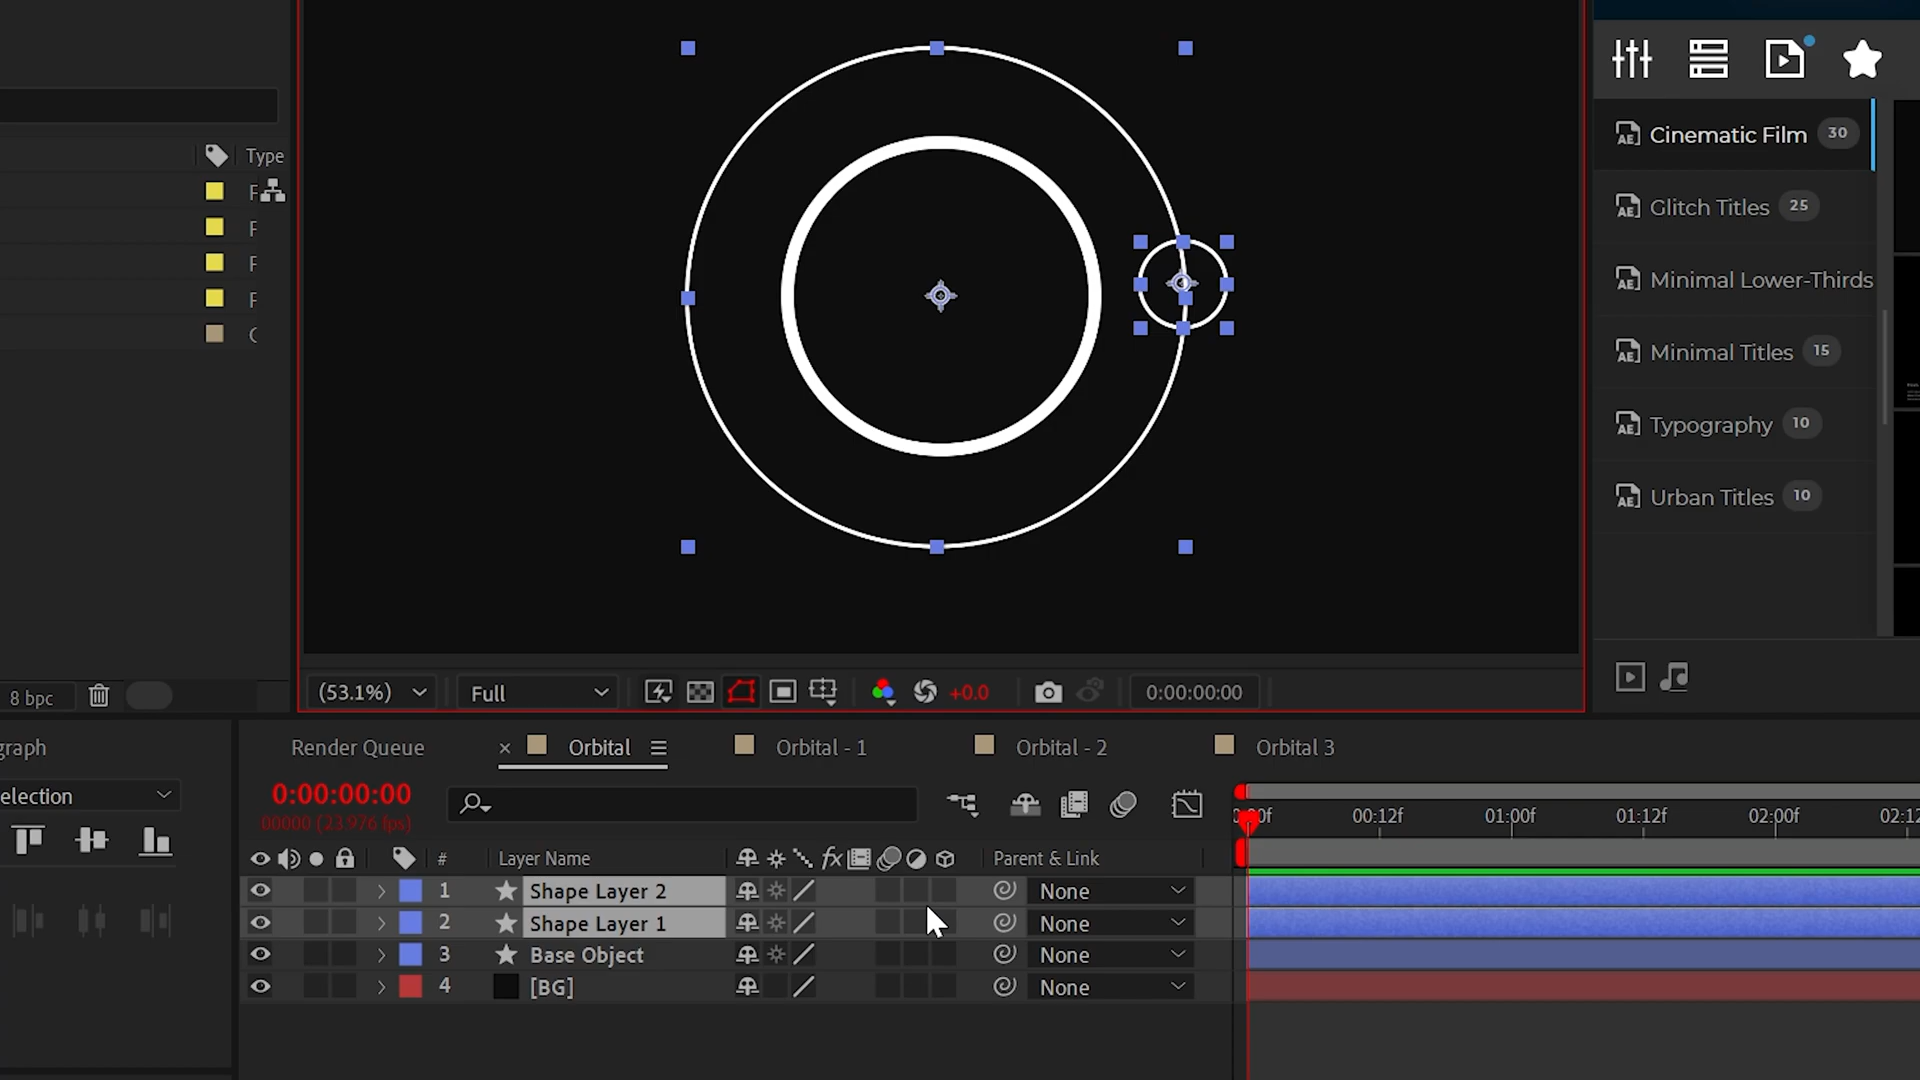 Type
F
F
F
F
C
8 bpc
(53.1%)
Full
+0.0
0:00:00:00
Cinematic Film 30
Glitch Titles 25
Minimal Lower-Thirds
Minimal Titles 15
Typography 10
Urban Titles 10
graph
election
Render Queue
× Orbital
Orbital - 1
Orbital - 2
Orbital 3
0:00:00:00
00000 (23.976 fps)
00f
00:12f
01:00f
01:12f
02:00f
02:12
# Layer Name fx Parent & Link
1 Shape Layer 2 None
2 Shape Layer 1 None
3 Base Object None
4 [BG] None